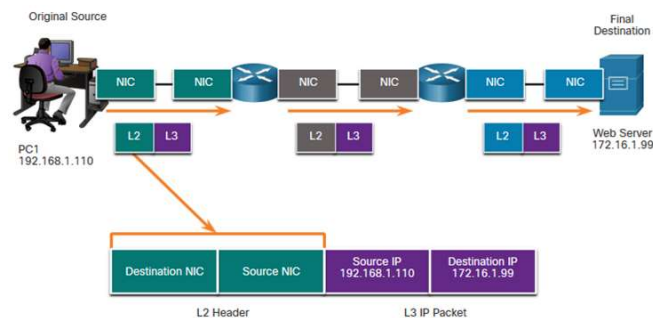 Original Source
Final
Destination
NIC NIC NIC NIC NIC NIC
L2 L3 L2 L3 L2 L3
PC1
192.168.1.110
Web Server
172.16.1.99
Destination NIC Source NIC Source IP
192.168.1.110 Destination IP
172.16.1.99
L2 Header L3 IP Packet